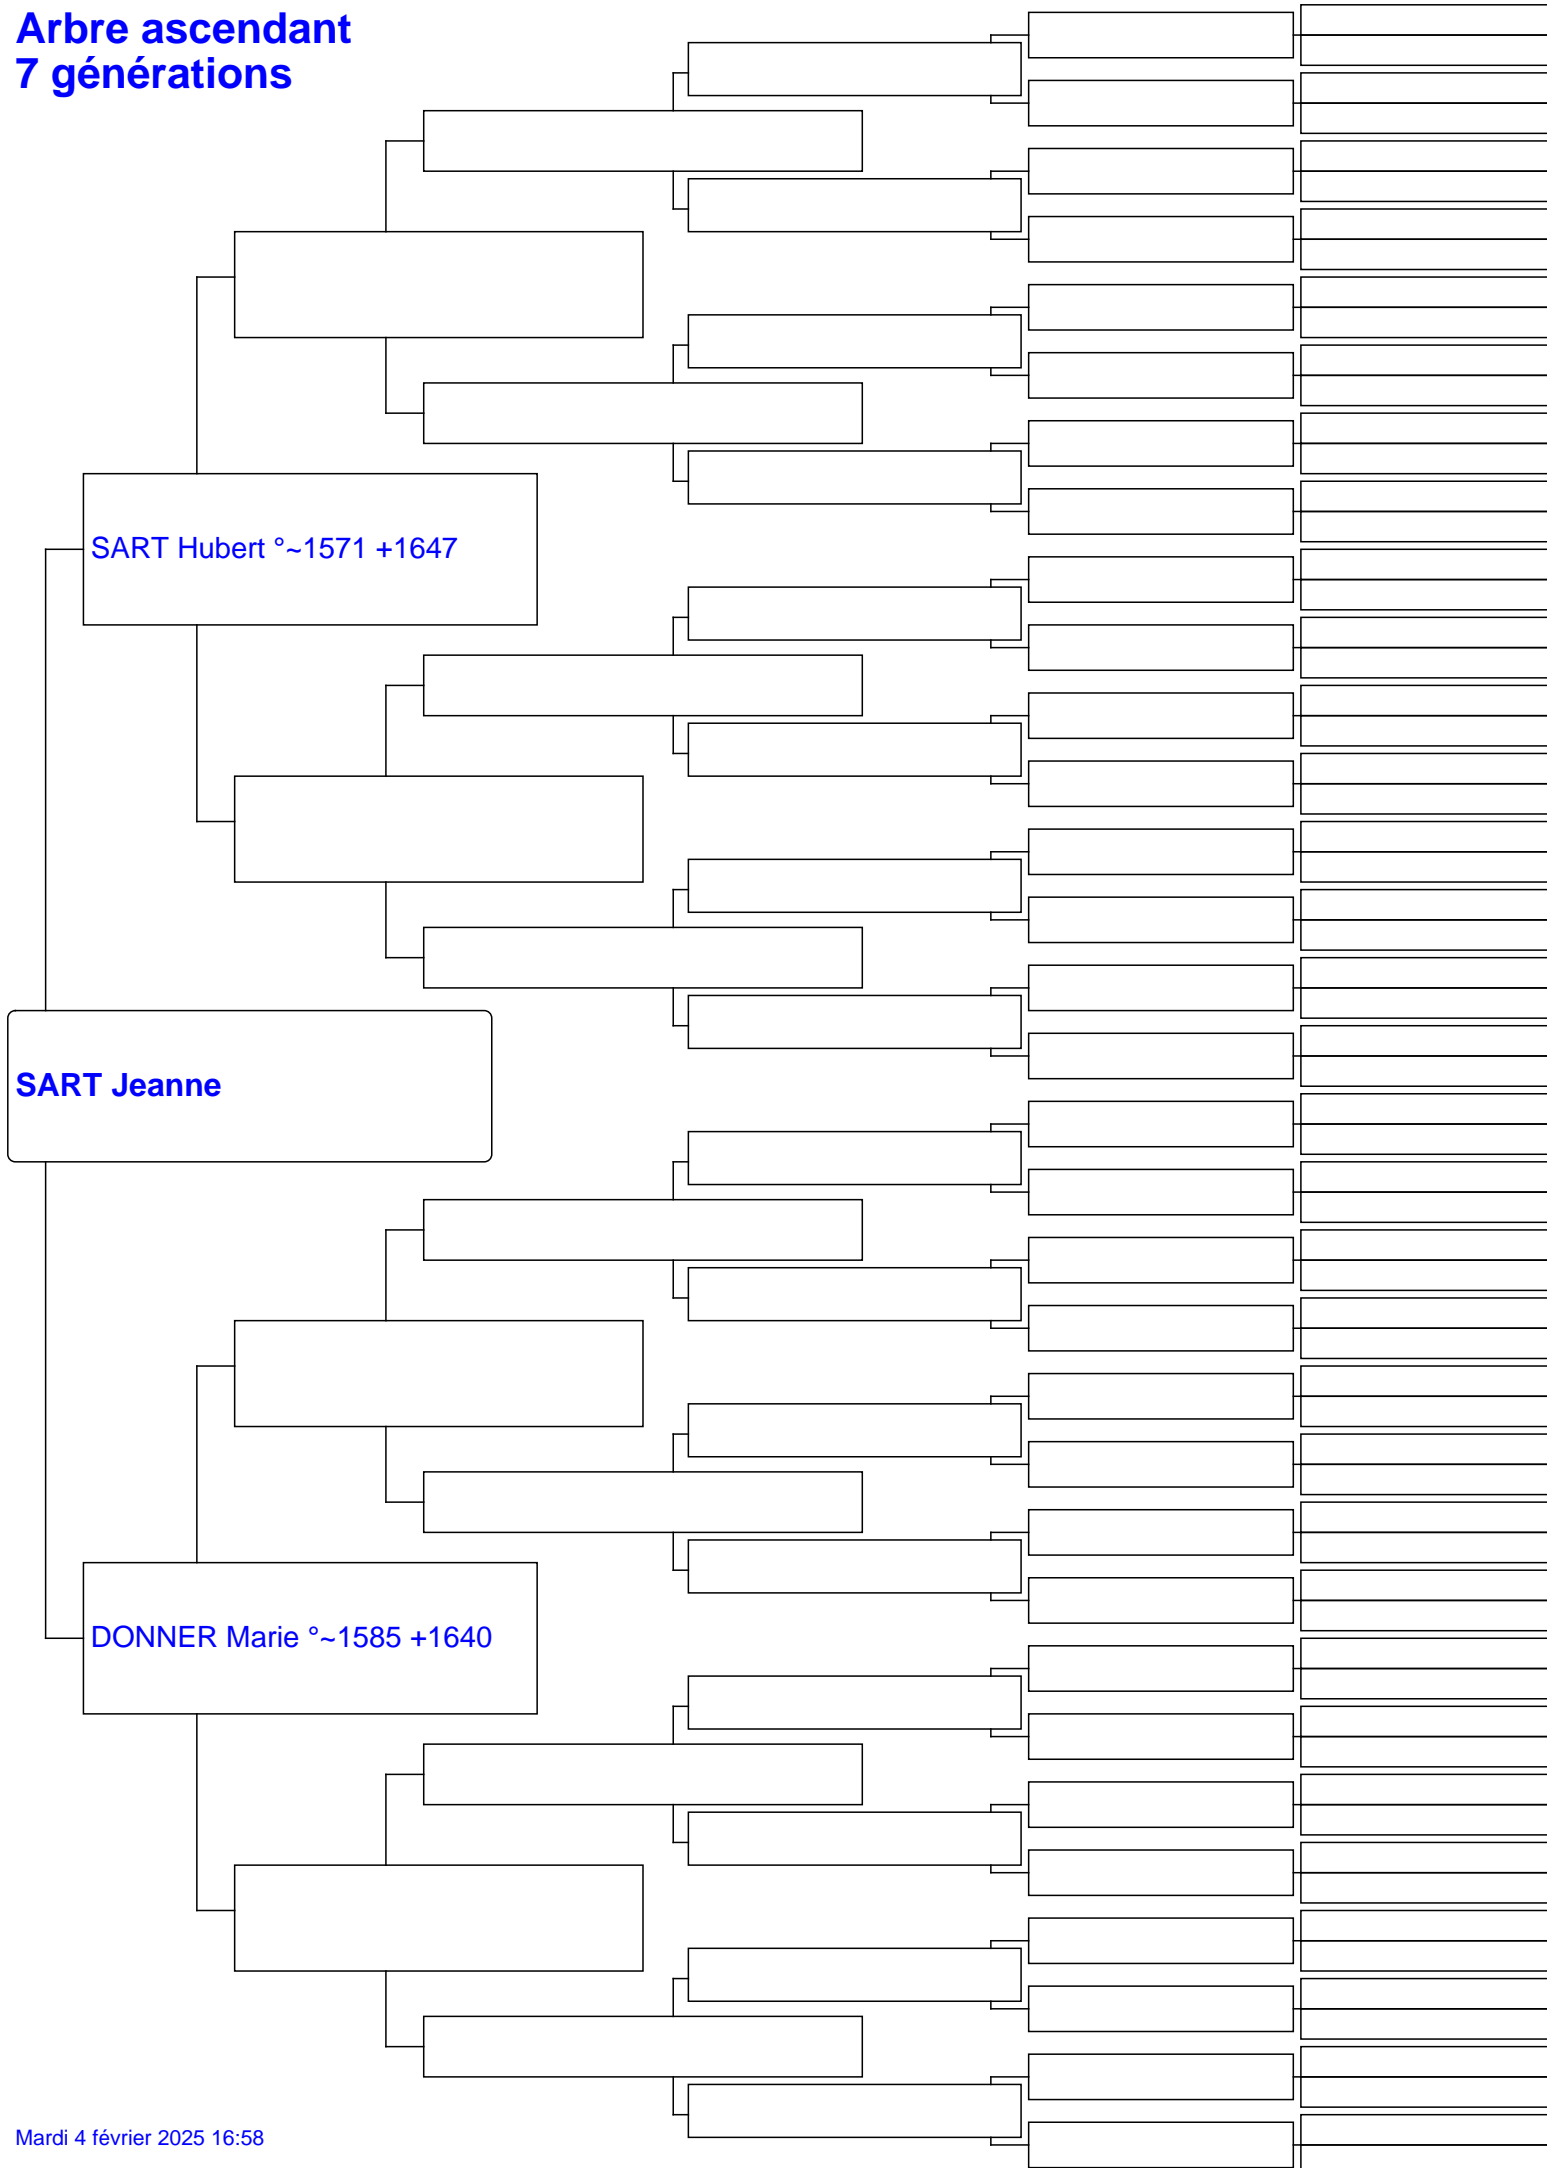 Arbre ascendant
7 générations
SART Hubert °~1571 +1647
SART Jeanne
DONNER Marie °~1585 +1640
Mardi 4 février 2025 16:58